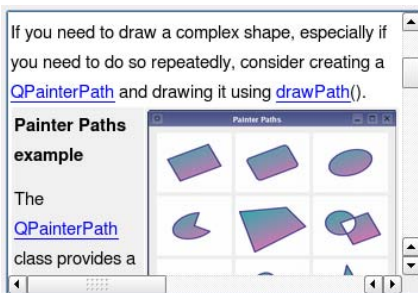 If you need to draw a complex shape, especially if
you need to do so repeatedly, consider creating a
QPainterPath and drawing it using drawPath().
Painter Paths
example
Painter Paths
The
QPainterPath
class provides a